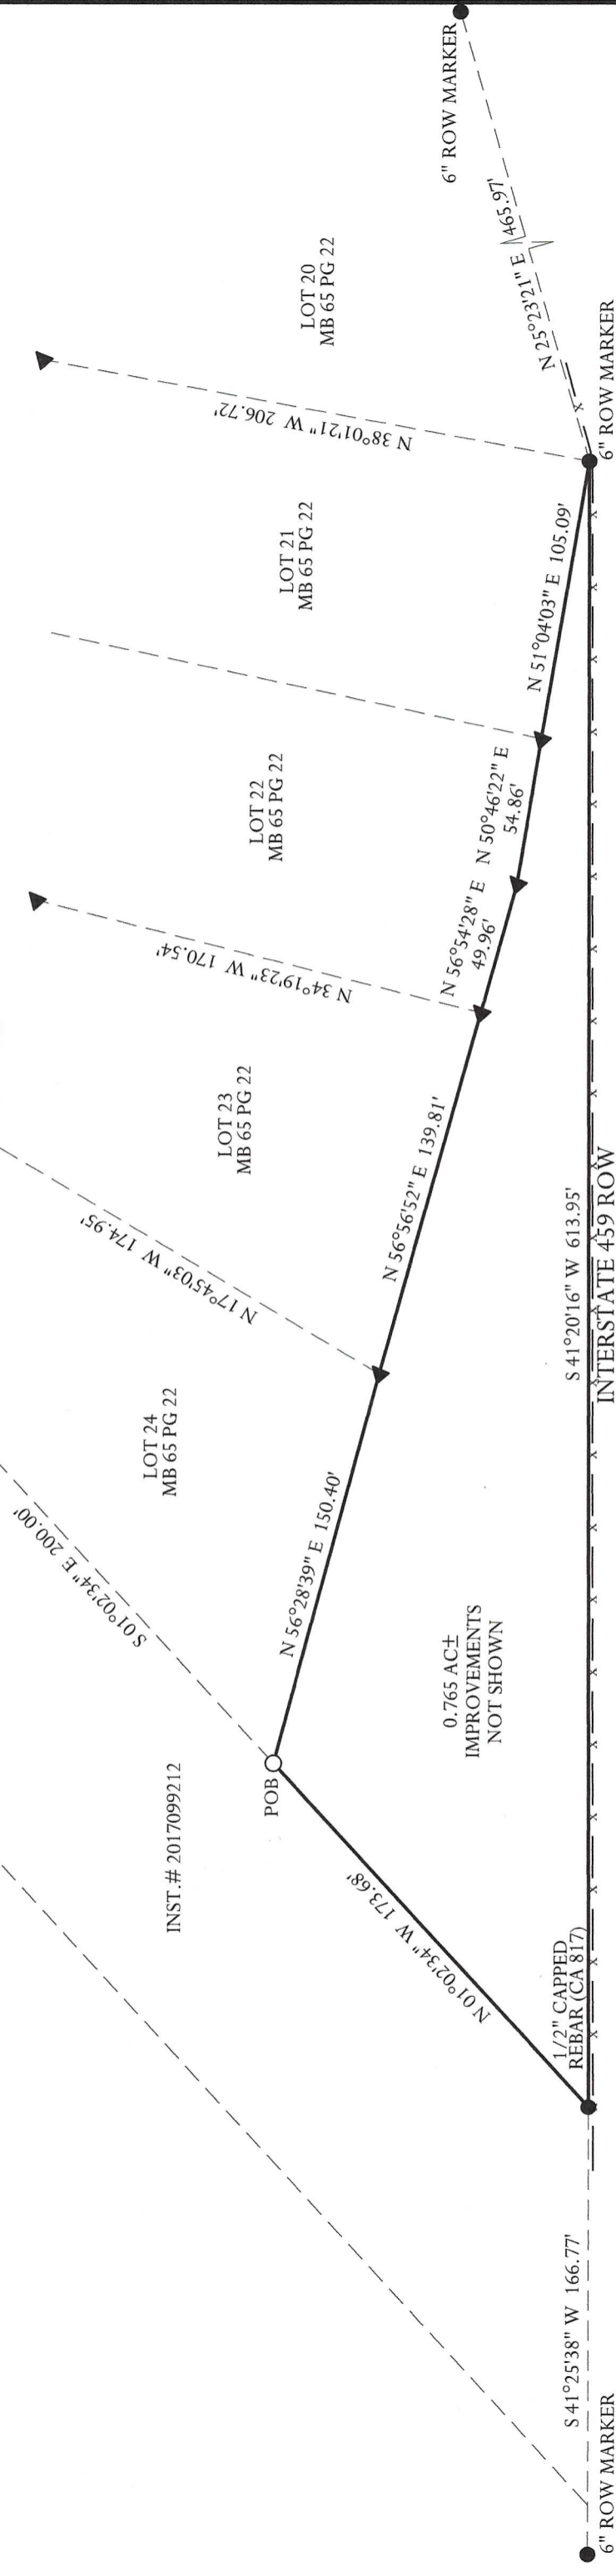 6" ROW MARKER
N 25°23'21" E 465.97'
6" ROW MARKER
LOT 20
MB 65 PG 22
N 38°01'21" W 206.72'
LOT 21
MB 65 PG 22
N 51°04'03" E 105.09'
LOT 22
MB 65 PG 22
N 50°46'22" E
54.86'
N 56°54'28" E
49.96'
N 34°19'23" W 170.54'
LOT 23
MB 65 PG 22
N 56°56'52" E 139.81'
N 17°45'03" W 174.95'
LOT 24
MB 65 PG 22
N 56°28'39" E 150.40'
S 01°02'34" E 200.00'
S 41°20'16" W 613.95'
INTERSTATE 459 ROW
0.765 AC±
IMPROVEMENTS
NOT SHOWN
POB
INST.# 2017099212
N 01°02'34" W 173.68'
1/2" CAPPED
REBAR (CA 817)
S 41°25'38" W 166.77'
6" ROW MARKER